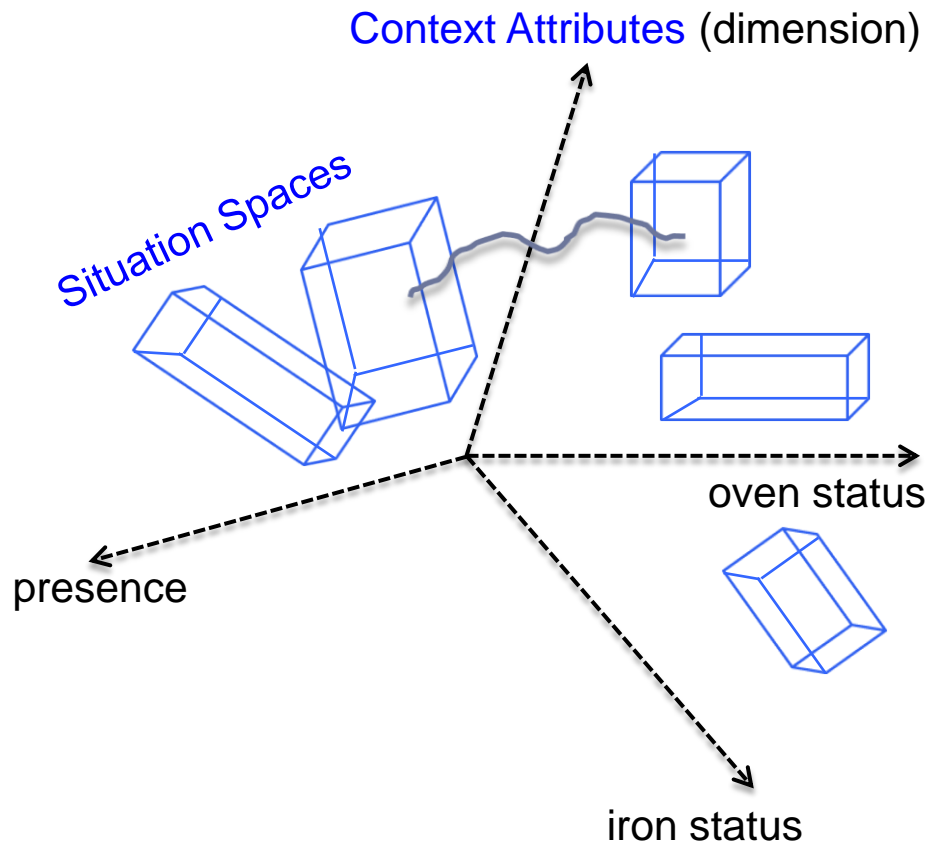 Context Attributes (dimension)
Situation Spaces
oven status
presence
iron status